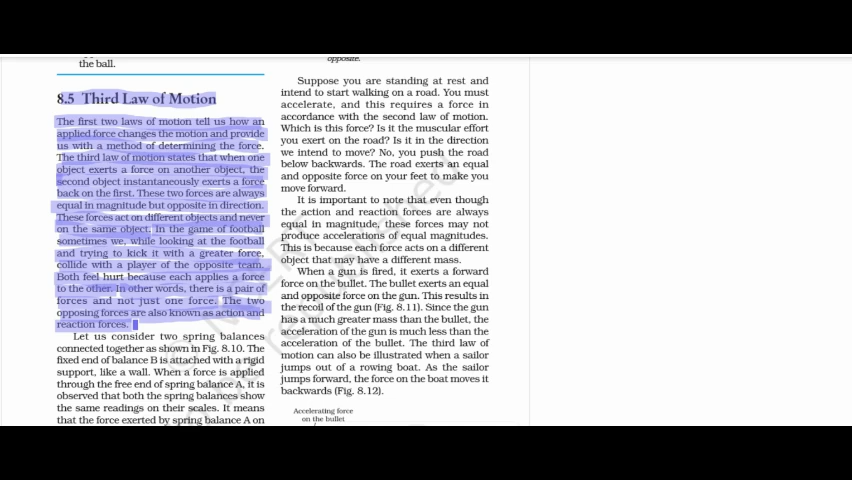 the ball.
8.5 Third Law of Motion
The first two laws of motion tell us how an
applied force changes the motion and provide
us with a method of determining the force.
The third law of motion states that when one
object exerts a force on another object, the
second object instantaneously exerts a force
back on the first. These two forces are always
equal in magnitude but opposite in direction.
These forces act on different objects and never
on the same object. In the game of football
sometimes we, while looking at the football
and trying to kick it with a greater force,
collide with a player of the opposite team.
Both feel hurt because each applies a force
to the other. In other words, there is a pair of
forces and not just one force. The two
opposing forces are also known as action and
reaction forces.
Let us consider two spring balances
connected together as shown in Fig. 8.10. The
fixed end of balance B is attached with a rigid
support, like a wall. When a force is applied
through the free end of spring balance A, it is
observed that both the spring balances show
the same readings on their scales. It means
that the force exerted by spring balance A on
opposite.
Suppose you are standing at rest and
intend to start walking on a road. You must
accelerate, and this requires a force in
accordance with the second law of motion.
Which is this force? Is it the muscular effort
you exert on the road? Is it in the direction
we intend to move? No, you push the road
below backwards. The road exerts an equal
and opposite force on your feet to make you
move forward.
It is important to note that even though
the action and reaction forces are always
equal in magnitude, these forces may not
produce accelerations of equal magnitudes.
This is because each force acts on a different
object that may have a different mass.
When a gun is fired, it exerts a forward
force on the bullet. The bullet exerts an equal
and opposite force on the gun. This results in
the recoil of the gun (Fig. 8.11). Since the gun
has a much greater mass than the bullet, the
acceleration of the gun is much less than the
acceleration of the bullet. The third law of
motion can also be illustrated when a sailor
jumps out of a rowing boat. As the sailor
jumps forward, the force on the boat moves it
backwards (Fig. 8.12).
Accelerating force
on the bullet